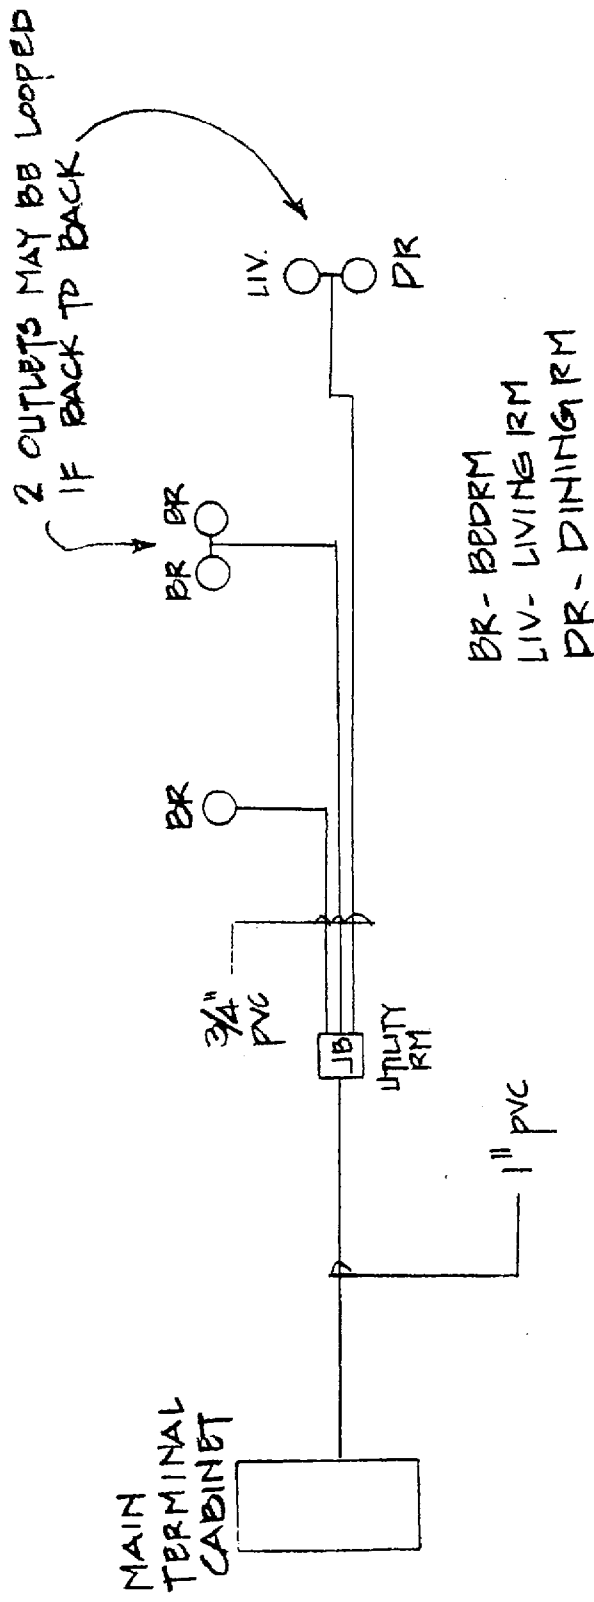 2 OUTLETS MAY BE LOOPED
IF BACK TO BACK
LIV.
DR
BR
BR
BR
3/4"
PVC
JB
UTILITY
RM
1" PVC
MAIN
TERMINAL
CABINET
BR - BEDRM
LIV - LIVING RM
DR - DINING RM